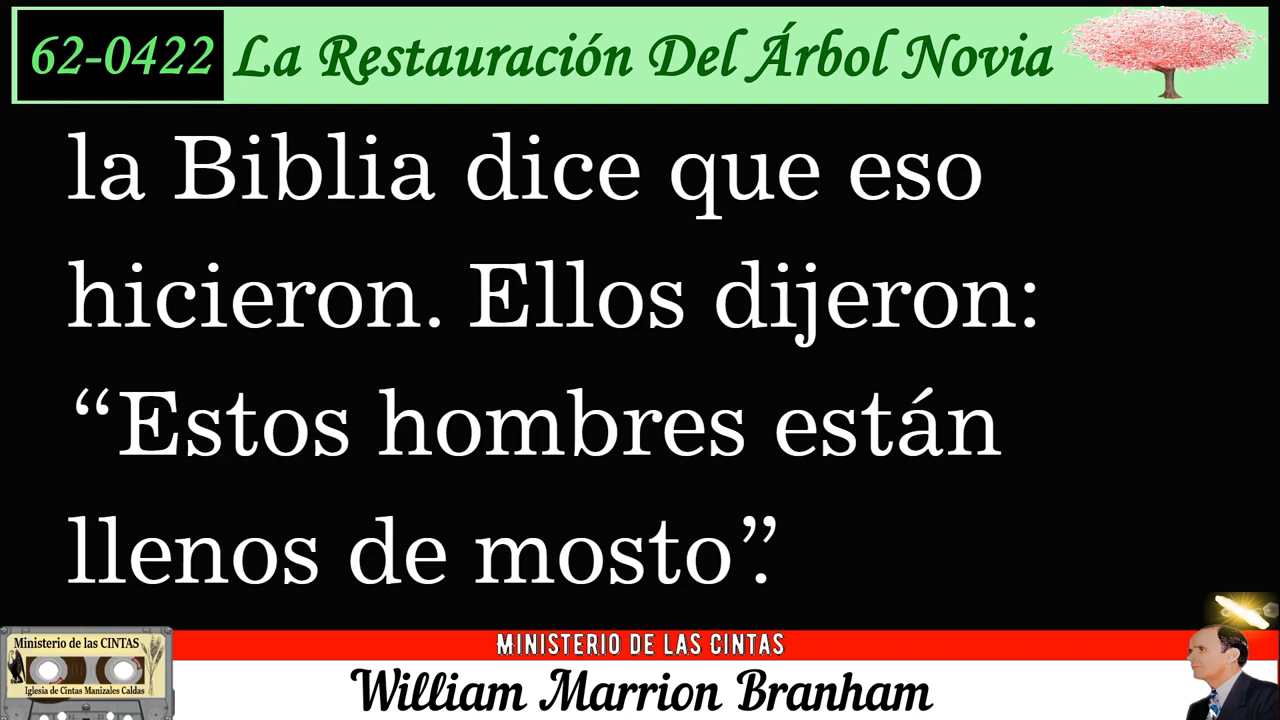 62-0422 La Restauración Del Árbol Novia
la Biblia dice que eso
hicieron. Ellos dijeron:
“Estos hombres están
llenos de mosto”.
Ministerio de las CINTAS
Iglesia de Cintas Manizales Caldas
MINISTERIO DE LAS CINTAS
William Marrion Branham